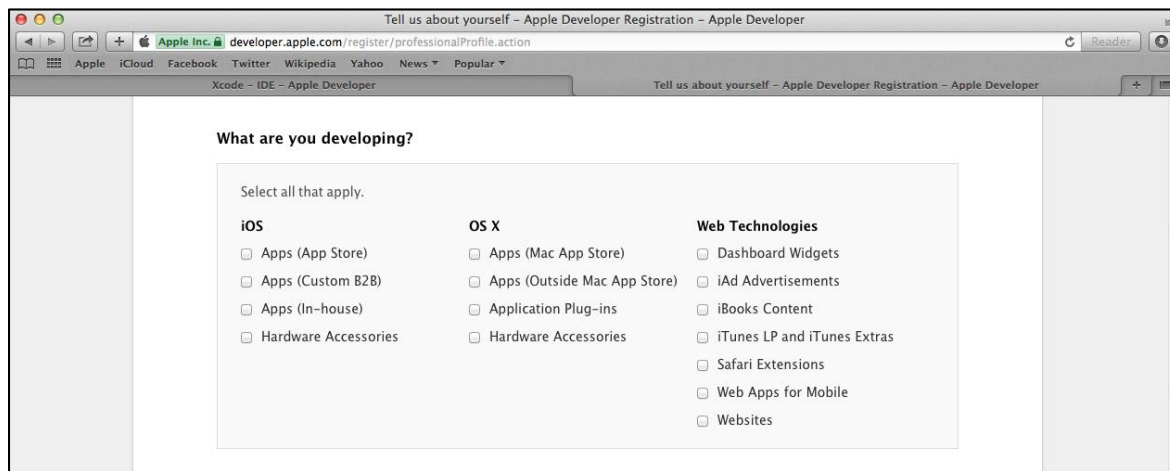 Tell us about yourself – Apple Developer Registration – Apple Developer
Apple Inc. developer.apple.com/register/professionalProfile.action Reader
Apple iCloud Facebook Twitter Wikipedia Yahoo News Popular
Xcode – IDE – Apple Developer Tell us about yourself – Apple Developer Registration – Apple Developer
What are you developing?
Select all that apply.
iOS
Apps (App Store)
Apps (Custom B2B)
Apps (In-house)
Hardware Accessories
OS X
Apps (Mac App Store)
Apps (Outside Mac App Store)
Application Plug-ins
Hardware Accessories
Web Technologies
Dashboard Widgets
iAd Advertisements
iBooks Content
iTunes LP and iTunes Extras
Safari Extensions
Web Apps for Mobile
Websites